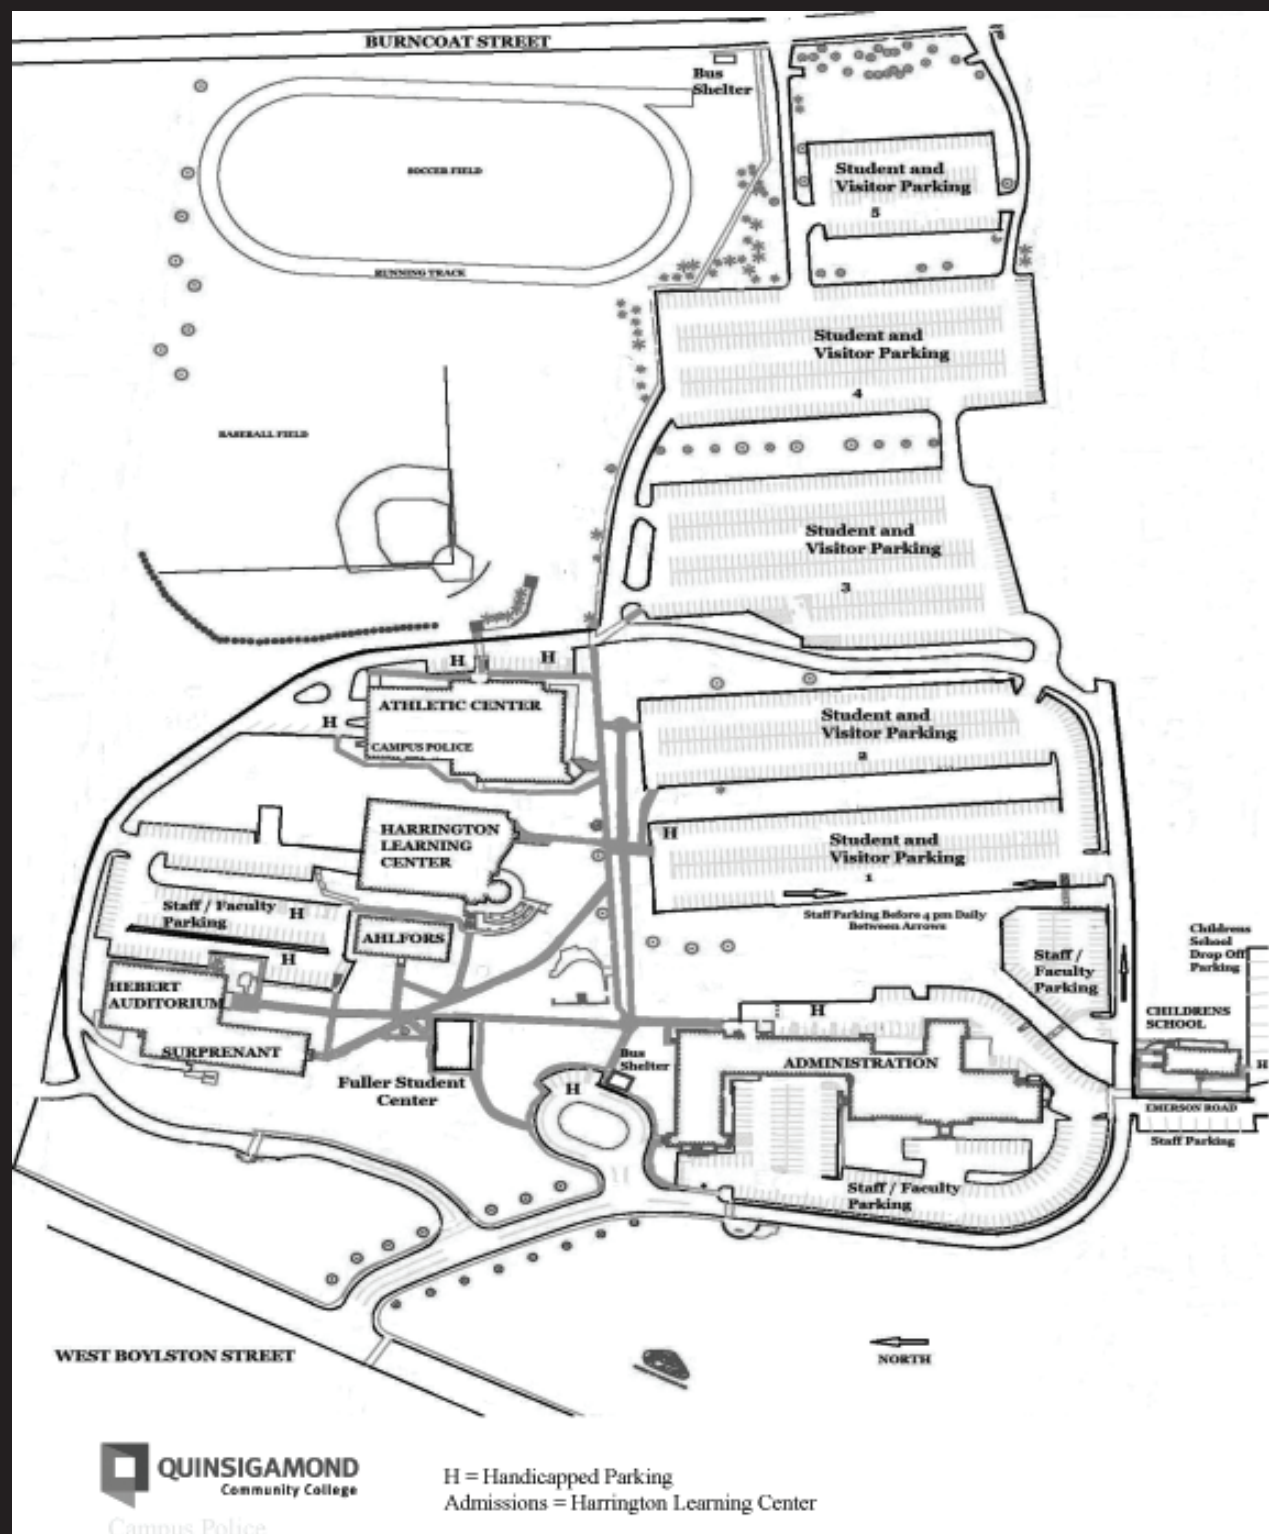 BURNCOAT STREET
Bus
Shelter
SOCCER FIELD
RUNNING TRACK
Student and
Visitor Parking
5
Student and
Visitor Parking
4
BASEBALL FIELD
Student and
Visitor Parking
3
H
H
ATHLETIC CENTER
H
CAMPUS POLICE
Student and
Visitor Parking
2
HARRINGTON
LEARNING
CENTER
H
Student and
Visitor Parking
1
Staff Parking Before 4 pm Daily
Between Arrows
Staff / Faculty
Parking
H
AHLFORS
H
HEBERT
AUDITORIUM
SURPRENANT
Fuller Student
Center
Bus
Shelter
H
H
ADMINISTRATION
Staff /
Faculty
Parking
Childrens
School
Drop Off
Parking
CHILDRENS
SCHOOL
H
EMERSON ROAD
Staff Parking
Staff / Faculty
Parking
WEST BOYLSTON STREET
NORTH
QUINSIGAMOND
Community College
Campus Police
H = Handicapped Parking
Admissions = Harrington Learning Center